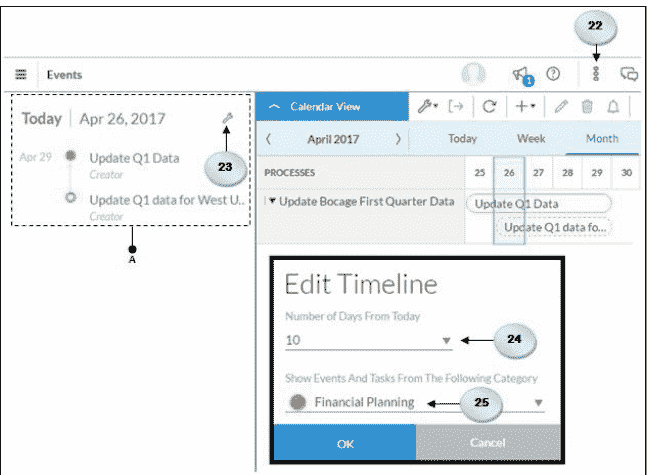 22
Events
1
Calendar View
Today | Apr 26, 2017
23
April 2017
Today
Week
Month
Apr 29
Update Q1 Data
Creator
PROCESSES
25 26 27 28 29 30
Update Q1 data for West U..
Creator
Update Bocage First Quarter Data
Update Q1 Data
Update Q1 data fo...
A
Edit Timeline
Number of Days From Today
10
24
Show Events And Tasks From The Following Category
Financial Planning
25
OK
Cancel